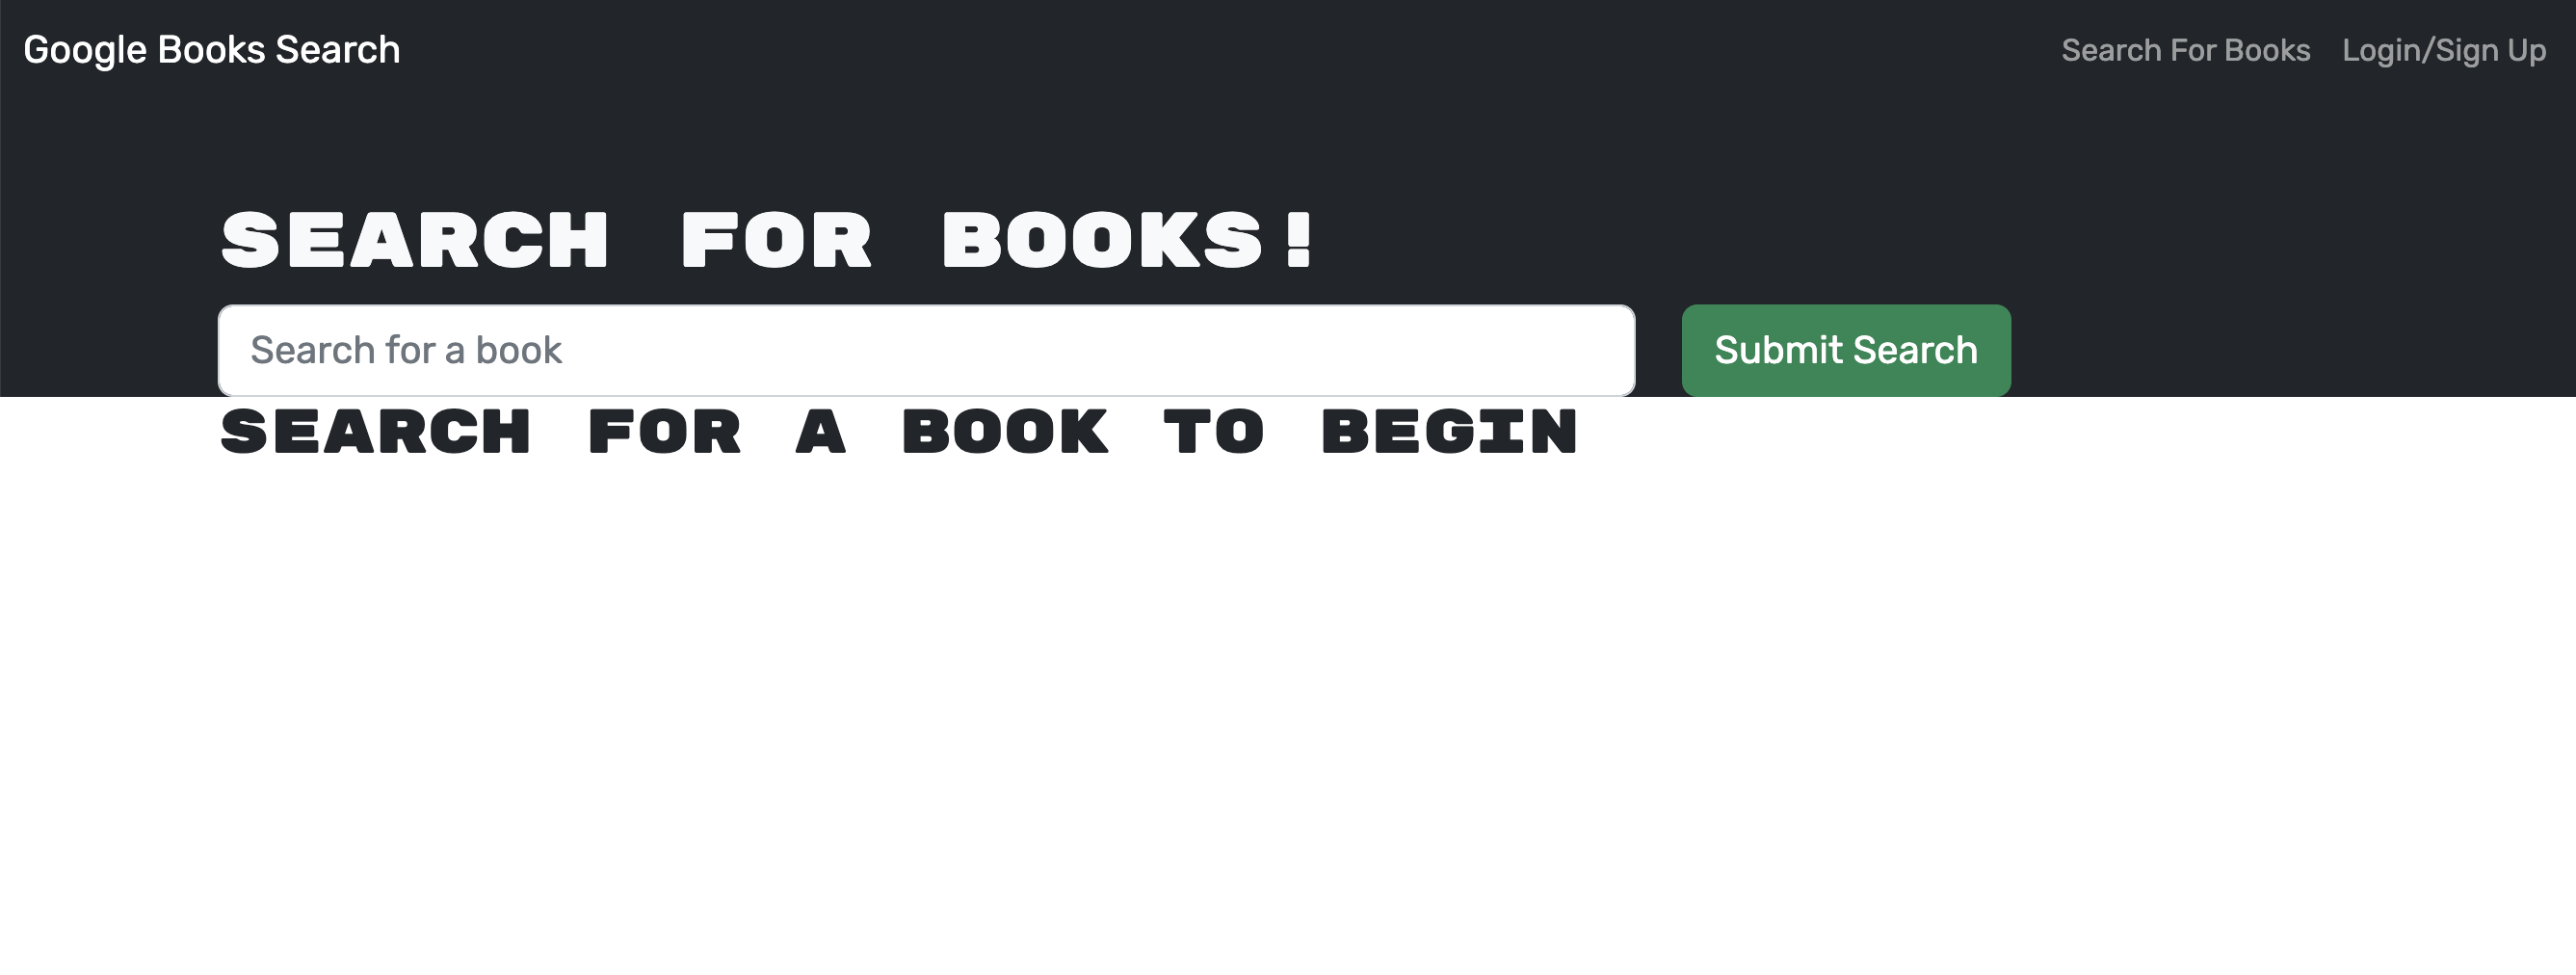 Google Books Search
Search For Books
Login/Sign Up
SEARCH FOR BOOKS!
Search for a book
Submit Search
SEARCH FOR A BOOK TO BEGIN